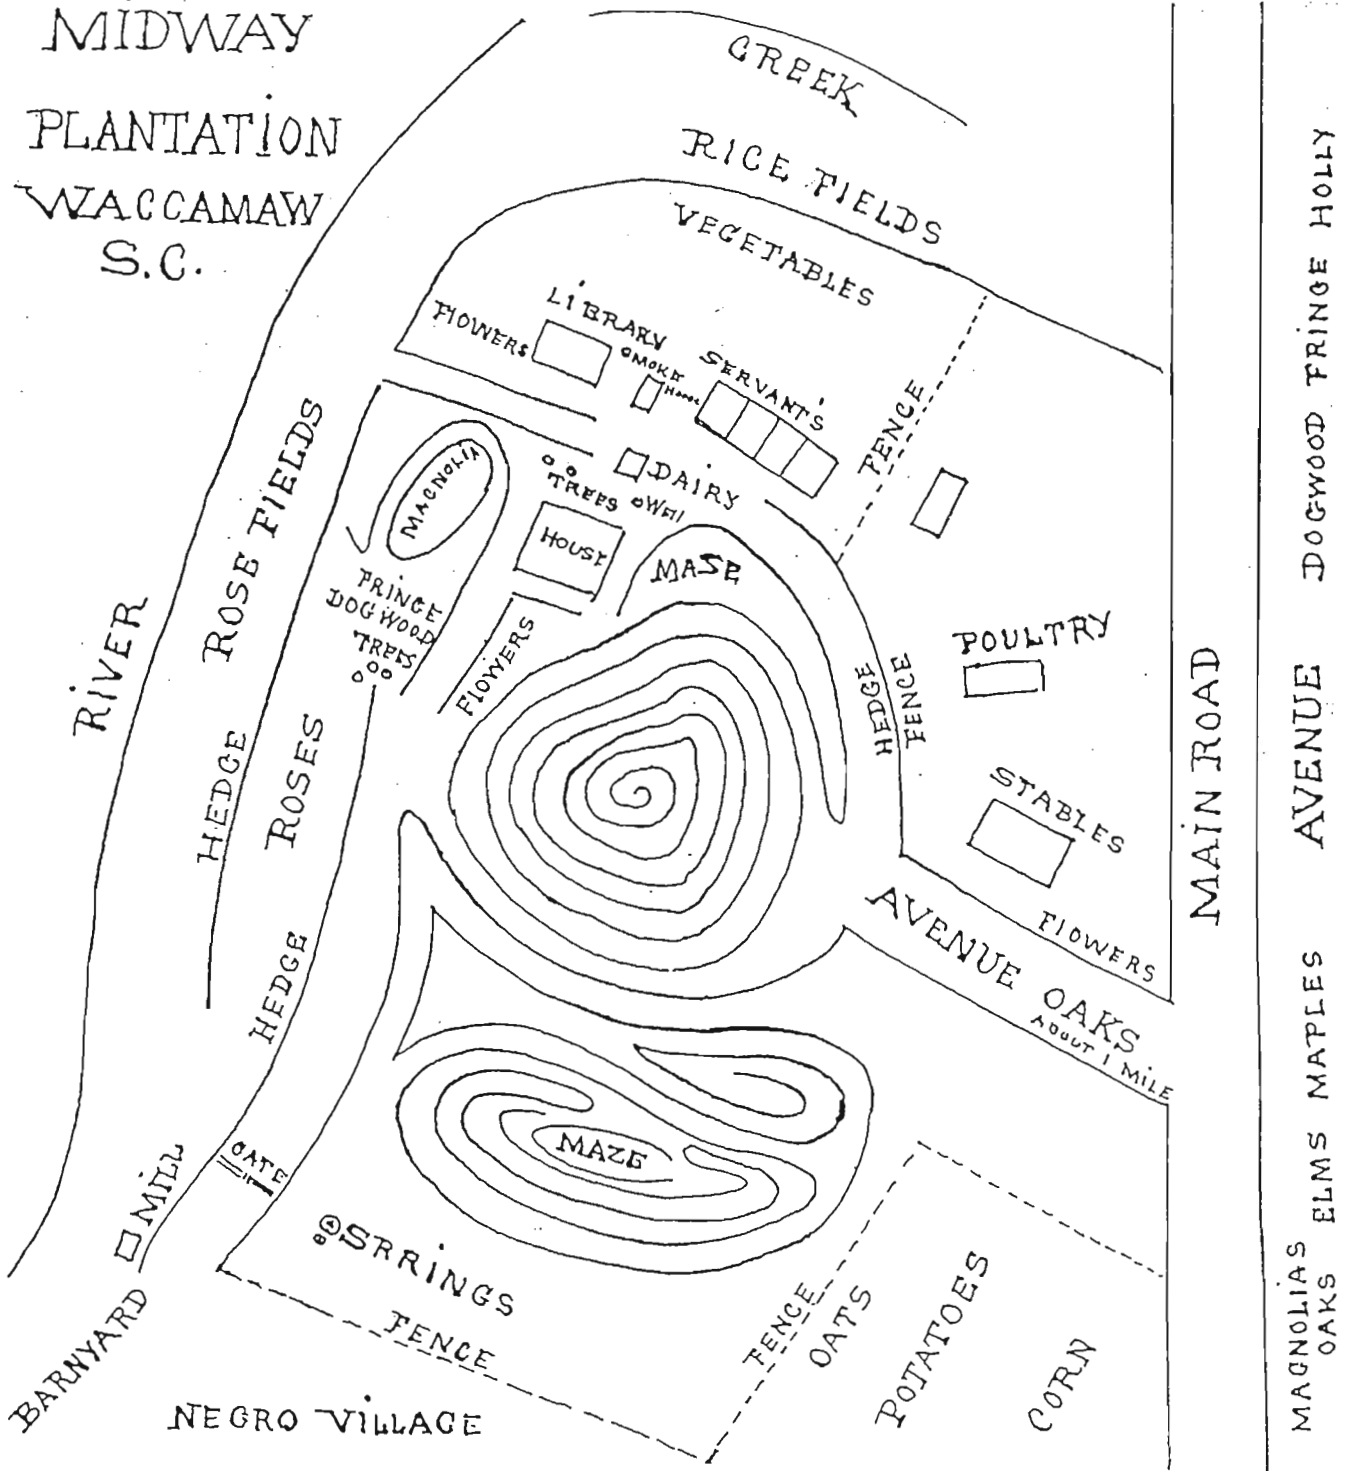 MIDWAY
PLANTATION
WACCAMAW
S.C.
CREEK
RICE FIELDS
VEGETABLES
FLOWERS
LIBRARY
SMOKE
HOUSE
SERVANT'S
FENCE
MAGNOLIA
TREES
DAIRY
Well
HOUSE
MASE
FRINGE
DOGWOOD
TREES
FLOWERS
ROSE FIELDS
RIVER
HEDGE
ROSES
HEDGE
HEDGE
FENCE
POULTRY
STABLES
FLOWERS
AVENUE OAKS
ABOUT 1 MILE
MAIN ROAD
MAGNOLIAS
OAKS ELMS MAPLES AVENUE DOGWOOD FRINGE HOLLY
MAZE
GATE
MILL
SRRINGS
FENCE
BARNYARD
NEGRO VILLAGE
FENCE
OATS
POTATOES
CORN